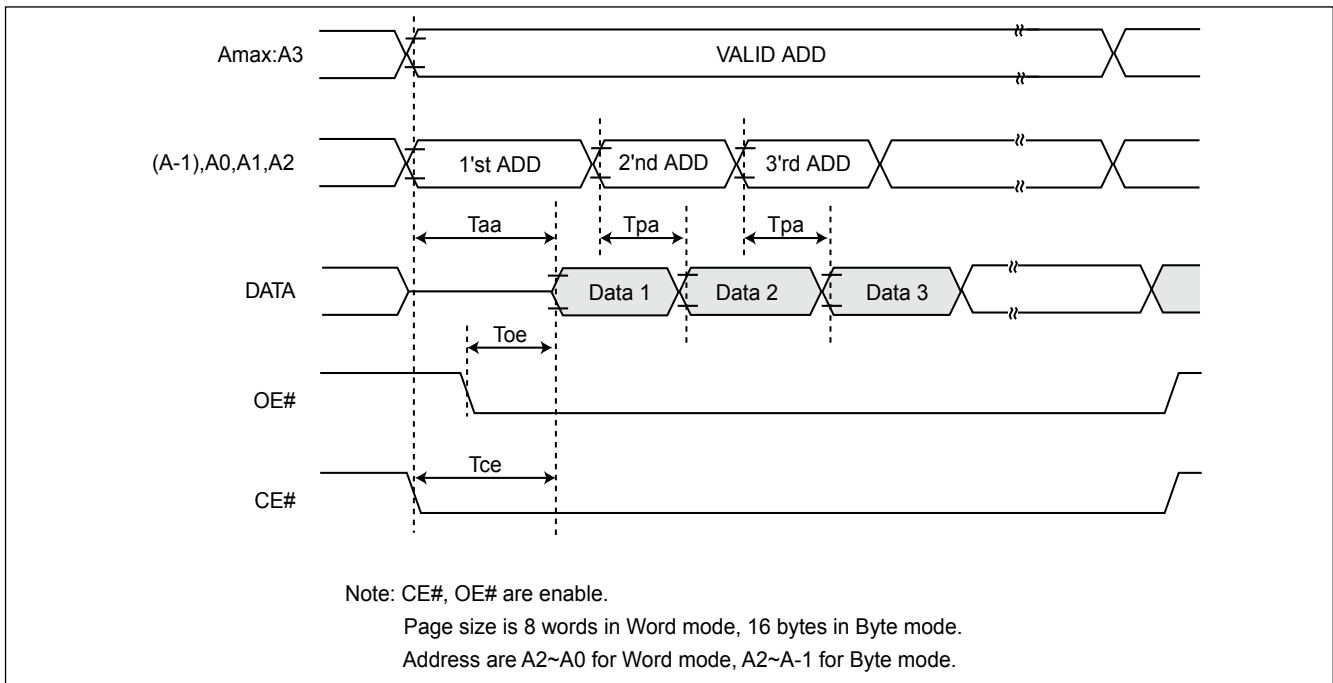 Amax:A3
VALID ADD
(A-1),A0,A1,A2
1'st ADD
2'nd ADD
3'rd ADD
Taa
Tpa
Tpa
DATA
Data 1
Data 2
Data 3
Toe
OE#
Tce
CE#
Note: CE#, OE# are enable.
Page size is 8 words in Word mode, 16 bytes in Byte mode.
Address are A2~A0 for Word mode, A2~A-1 for Byte mode.